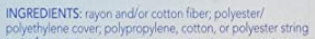 INGREDIENTS: rayon and/or cotton fiber; polyester/
polyethylene cover; polypropylene, cotton, or polyester string